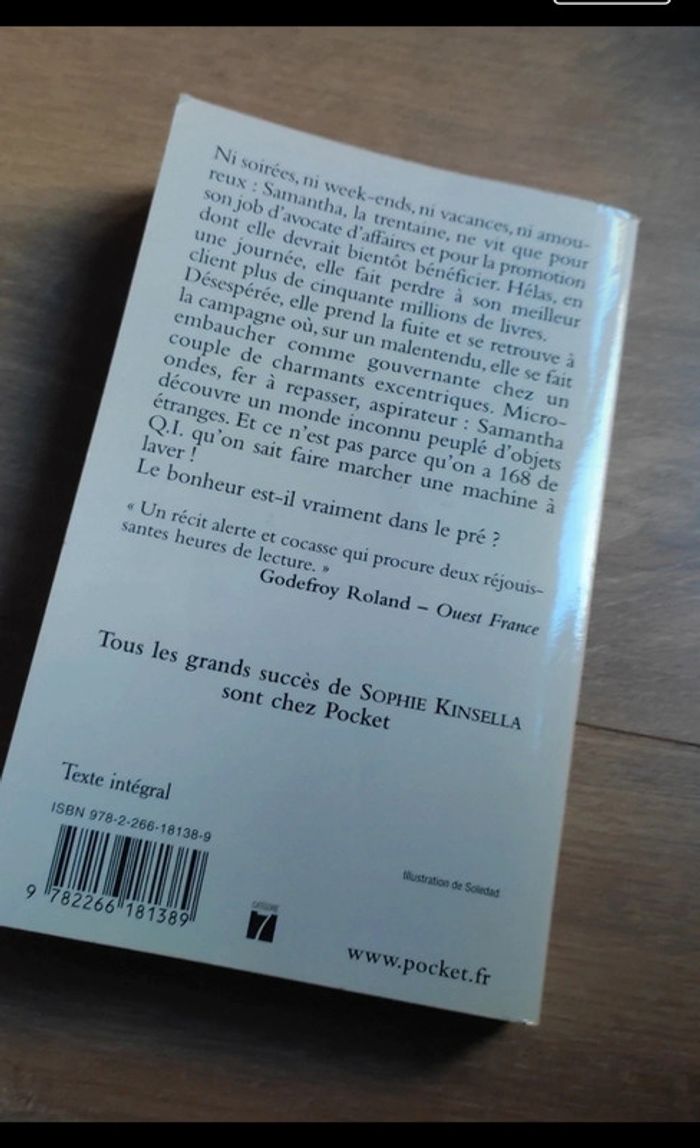 Ni soirées, ni week-ends, ni vacances, ni amou-
reux : Samantha, la trentaine, ne vit que pour
son job d'avocate d'affaires et pour la promotion
dont elle devrait bientôt bénéficier. Hélas, en
une journée, elle fait perdre à son meilleur
client plus de cinquante millions de livres.
Désespérée, elle prend la fuite et se retrouve à
la campagne où, sur un malentendu, elle se fait
embaucher comme gouvernante chez un
couple de charmants excentriques. Micro-
ondes, fer à repasser, aspirateur : Samantha
découvre un monde inconnu peuplé d'objets
étranges. Et ce n'est pas parce qu'on a 168 de
Q.I. qu'on sait faire marcher une machine à
laver !
Le bonheur est-il vraiment dans le pré ?
« Un récit alerte et cocasse qui procure deux réjouis-
santes heures de lecture. »
Godefroy Roland – Ouest France
Tous les grands succès de SOPHIE KINSELLA
sont chez Pocket
Texte intégral
ISBN 978-2-266-18138-9
9 782266 181389
Illustration de Soledad
CATÉGORIE
7
www.pocket.fr